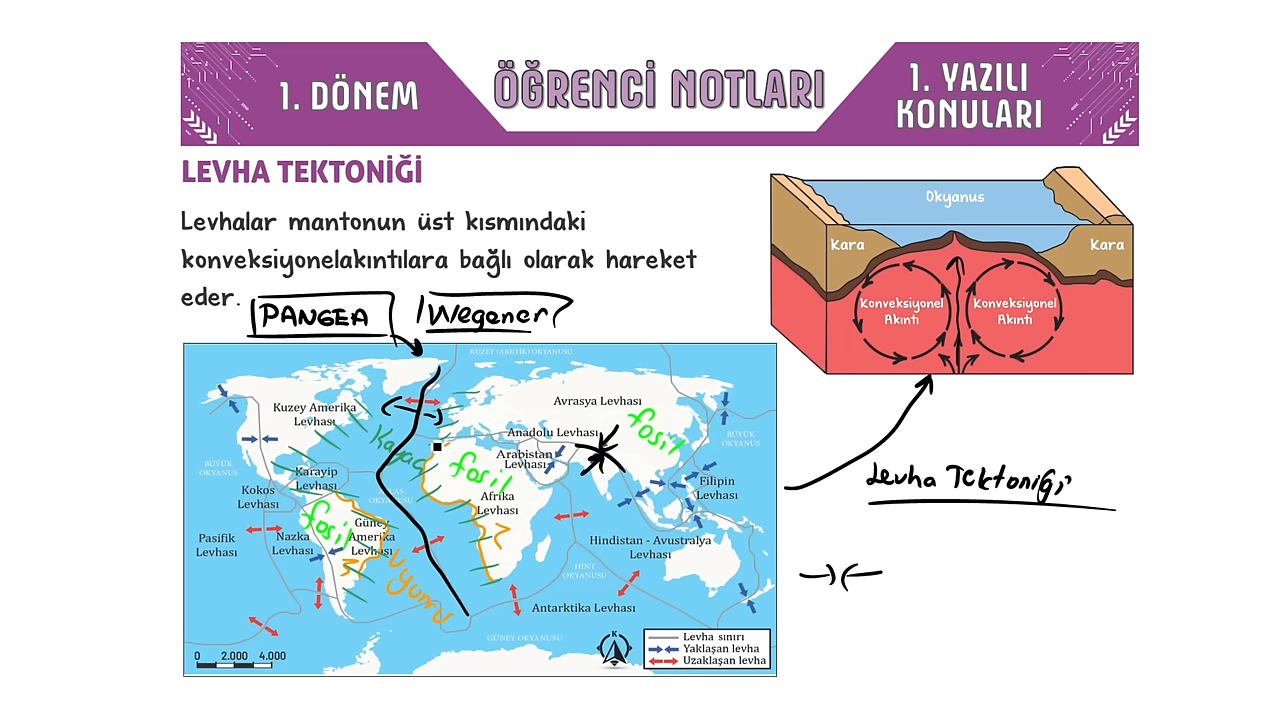 1. DÖNEM
ÖĞRENCİ NOTLARI
1. YAZILI
KONULARI
LEVHA TEKTONİĞİ
Levhalar mantonun üst kısmındaki
konveksiyonelakıntılara bağlı olarak hareket
eder.
PANGEA
Wegener
Okyanus
Kara
Kara
Konveksiyonel
Akıntı
Konveksiyonel
Akıntı
KUZEY (ARKTİK) OKYANUSU
Kuzey Amerika
Levhası
Avrasya Levhası
fosil
Anadolu Levhası
BÜYÜK
OKYANUS
Arabistan
Levhası
fosil
BÜYÜK
OKYANUS
Karayip
Levhası
Kokos
Levhası
OKYANUSU
Afrika
Levhası
Filipin
Levhası
Levha Tektoniği
fosil
Güney
Amerika
Levhası
Nazka
Levhası
Pasifik
Levhası
Uyumu
Hindistan - Avustralya
Levhası
HİNT
OKYANUSU
Antarktika Levhası
GÜNEY OKYANUSU
K
0 2.000 4.000
Levha sınırı
Yaklaşan levha
Uzaklaşan levha